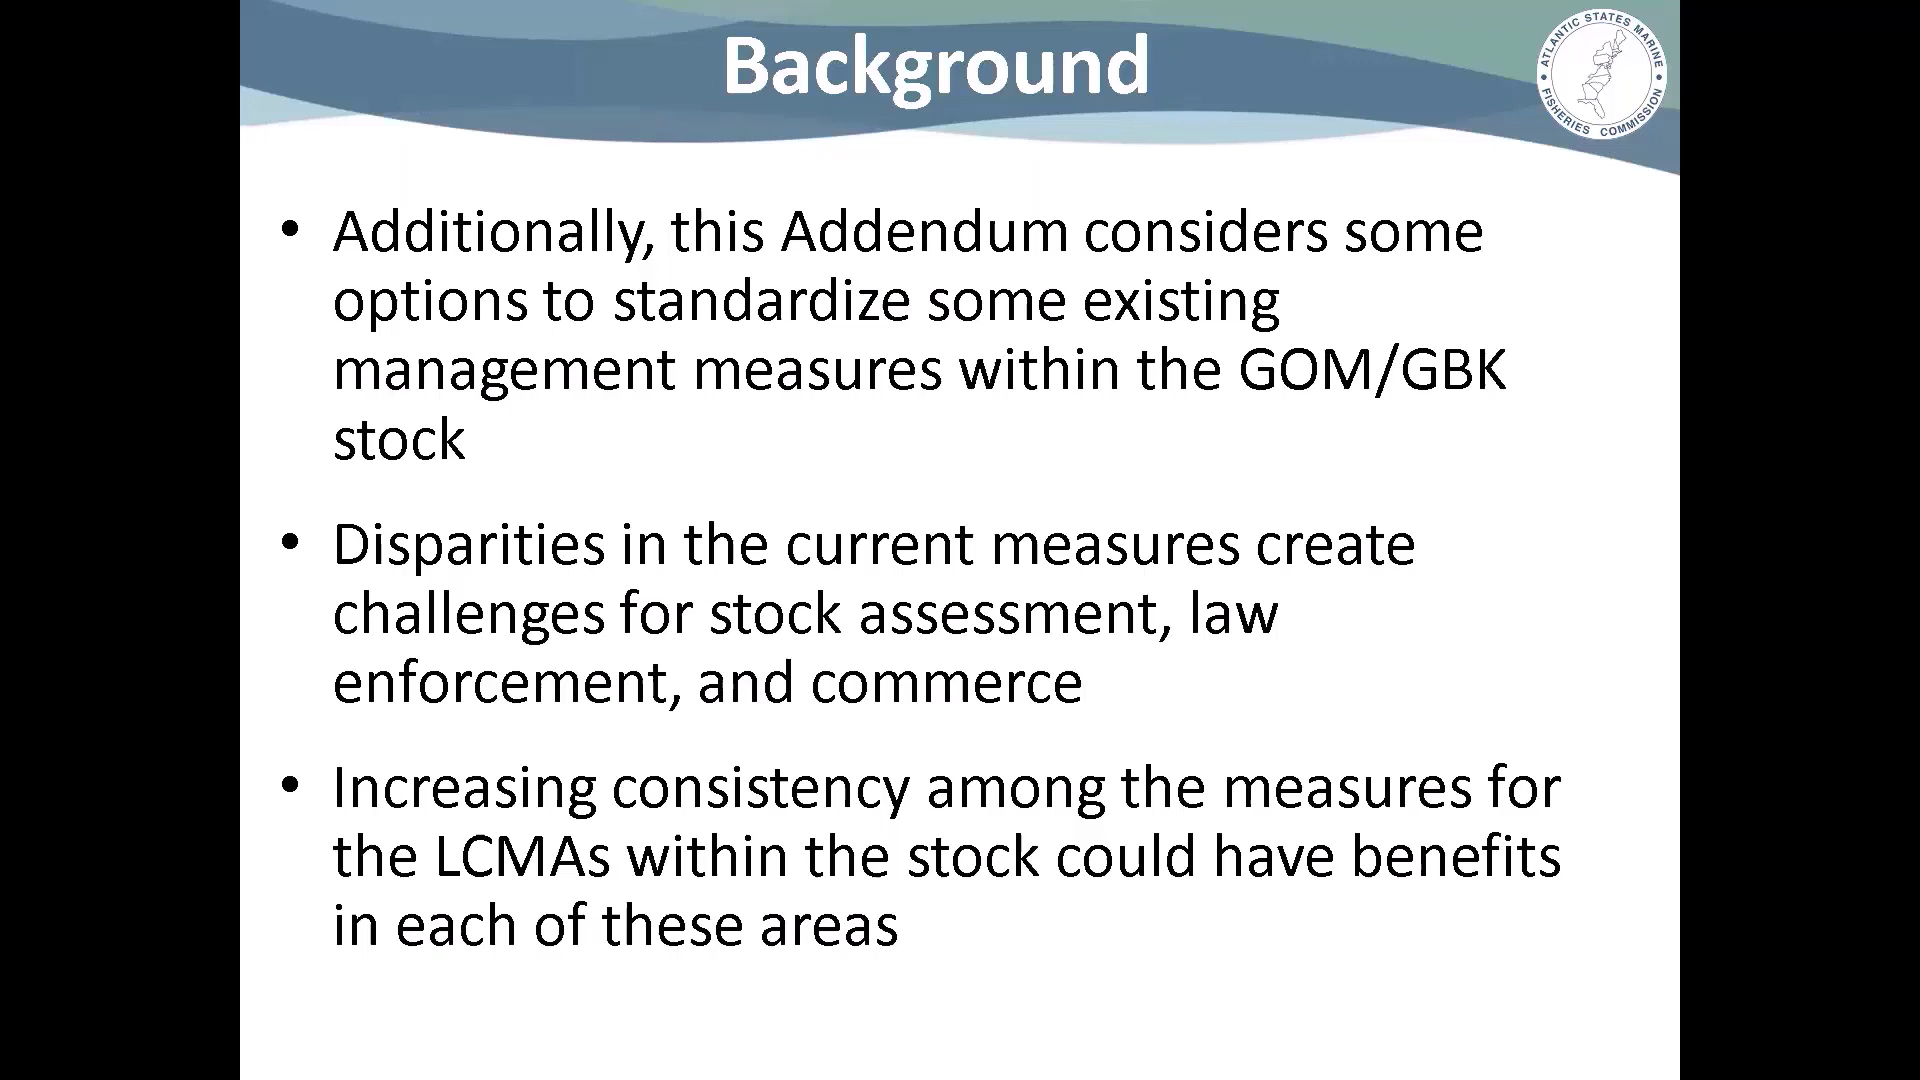 Background
ATLANTIC STATES MARINE
FISHERIES COMMISSION
• Additionally, this Addendum considers some
options to standardize some existing
management measures within the GOM/GBK
stock
• Disparities in the current measures create
challenges for stock assessment, law
enforcement, and commerce
• Increasing consistency among the measures for
the LCMAs within the stock could have benefits
in each of these areas